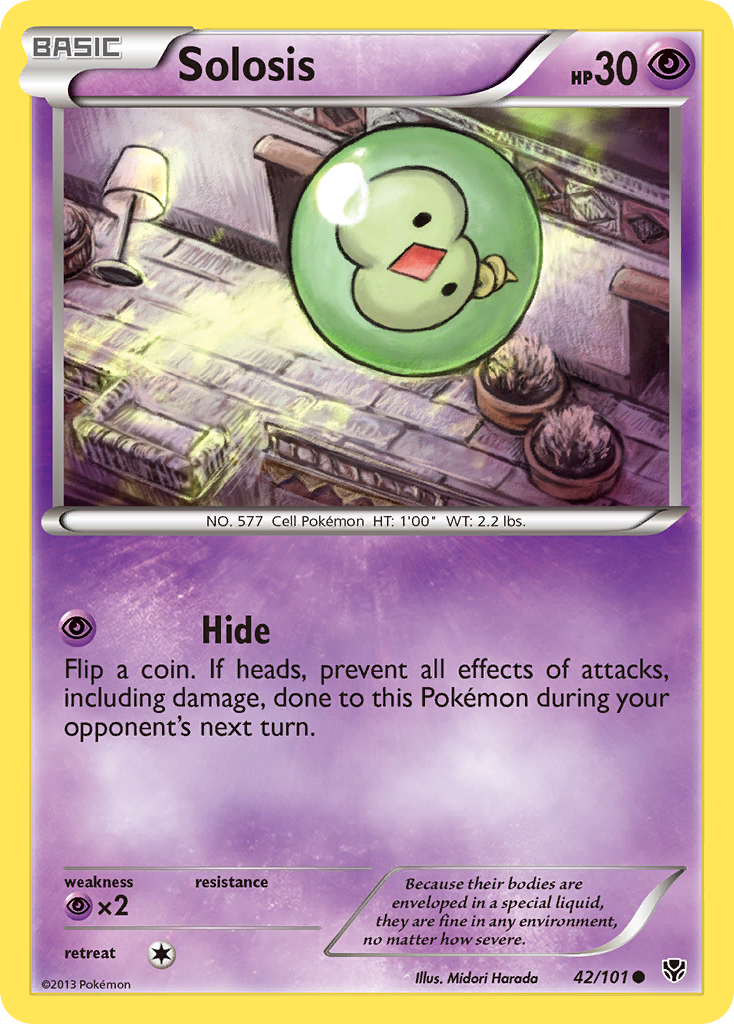 BASIC
Solosis
HP30
NO. 577 Cell Pokémon HT: 1'00" WT: 2.2 lbs.
Hide
Flip a coin. If heads, prevent all effects of attacks,
including damage, done to this Pokémon during your
opponent's next turn.
weakness resistance
×2
retreat
Because their bodies are
enveloped in a special liquid,
they are fine in any environment,
no matter how severe.
©2013 Pokémon
Illus. Midori Harada
42/101